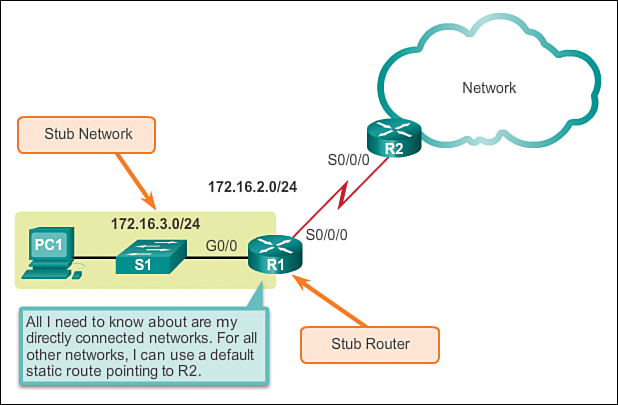 Network
Stub Network
R2
S0/0/0
172.16.2.0/24
172.16.3.0/24
S0/0/0
PC1
G0/0
S1
R1
All I need to know about are my
directly connected networks. For all
other networks, I can use a default
static route pointing to R2.
Stub Router